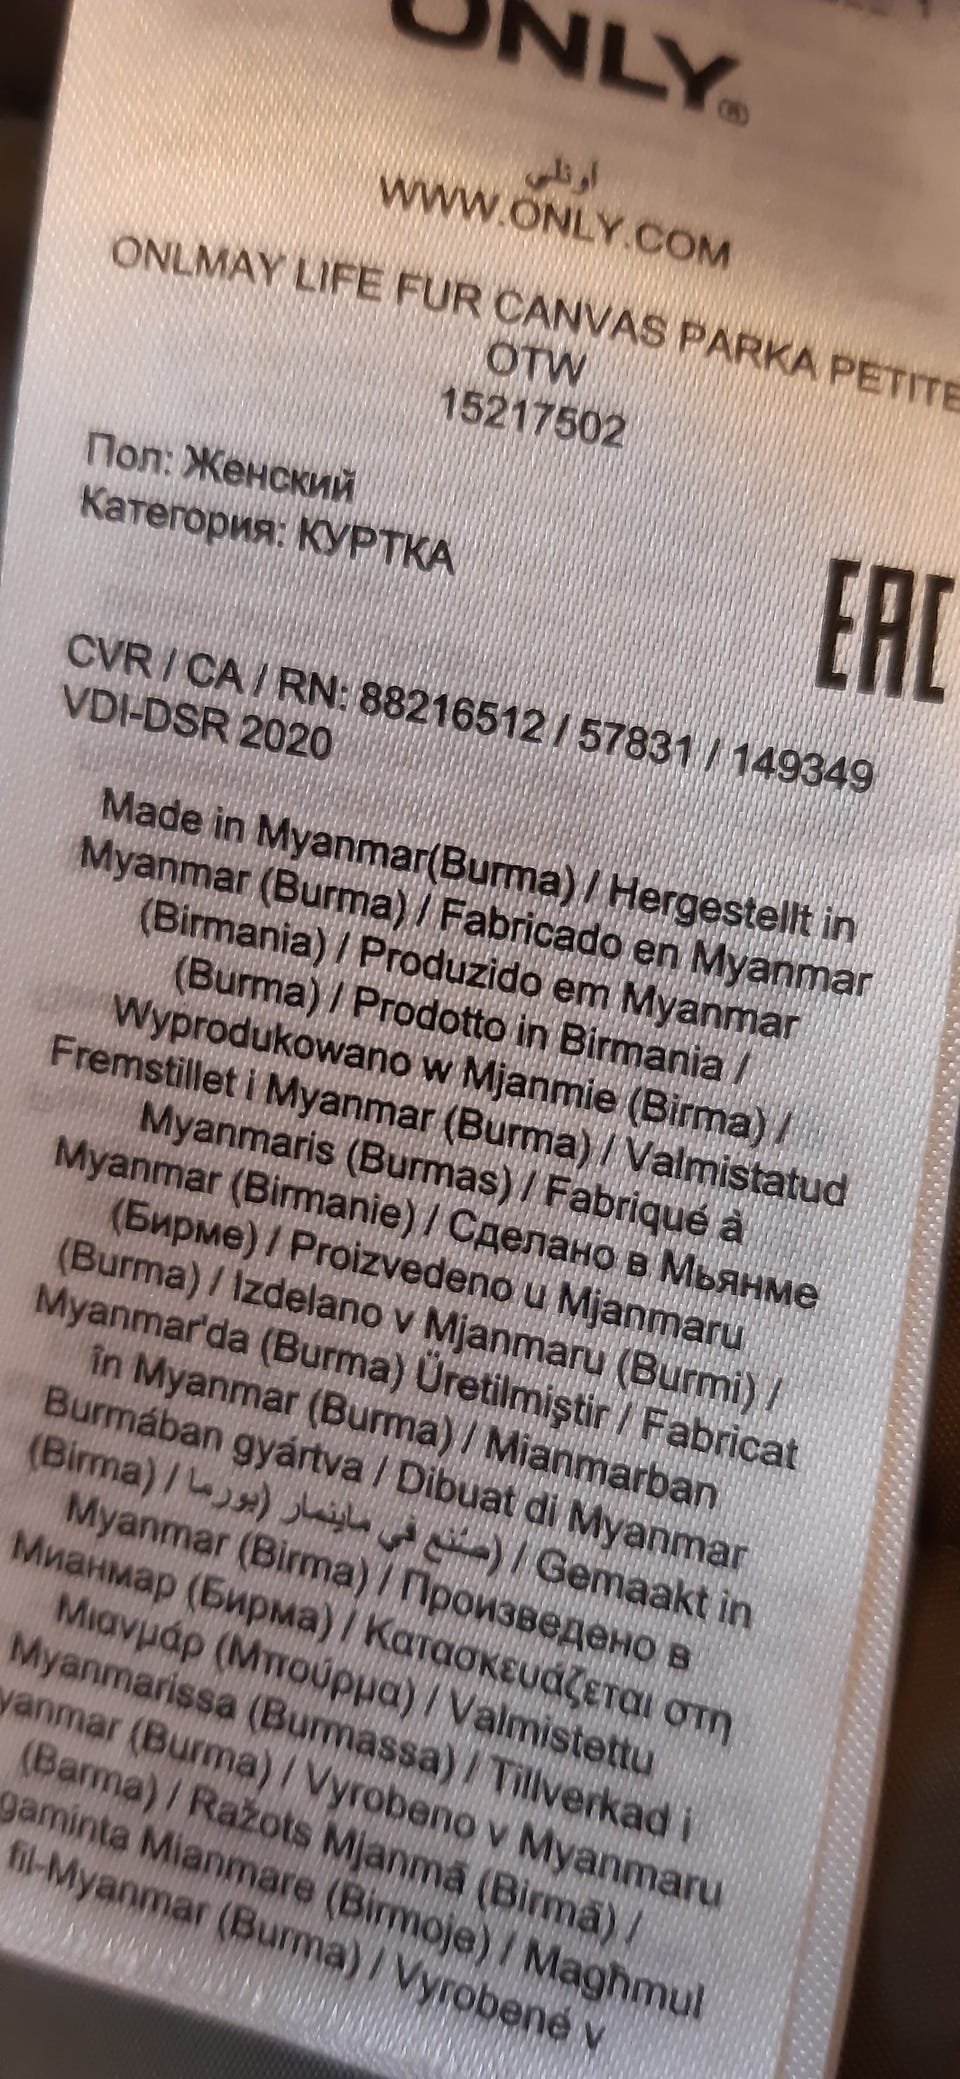 ONLY®
أونلي
WWW.ONLY.COM
ONLMAY LIFE FUR CANVAS PARKA PETITE
OTW
15217502
Пол: Женский
Категория: КУРТКА
EAC
CVR / CA / RN: 88216512 / 57831 / 149349
VDI-DSR 2020
Made in Myanmar(Burma) / Hergestellt in
Myanmar (Burma) / Fabricado en Myanmar
(Birmania) / Produzido em Myanmar
(Burma) / Prodotto in Birmania /
Wyprodukowano w Mjanmie (Birma) /
Fremstillet i Myanmar (Burma) / Valmistatud
Myanmaris (Burmas) / Fabriqué à
Myanmar (Birmanie) / Сделано в Мьянме
(Бирме) / Proizvedeno u Mjanmaru
(Burma) / Izdelano v Mjanmaru (Burmi) /
Myanmar'da (Burma) Üretilmiştir / Fabricat
în Myanmar (Burma) / Mianmarban
Burmában gyártva / Dibuat di Myanmar
(Birma) / صُنع في ماينمار (بورما) / Gemaakt in
Myanmar (Birma) / Произведено в
Мианмар (Бирма) / Κατασκευάζεται στη
Μιανμάρ (Μπούρμα) / Valmistettu
Myanmarissa (Burmassa) / Tillverkad i
yanmar (Burma) / Vyrobeno v Myanmaru
(Barma) / Ražots Mjanmā (Birmā) /
gaminta Mianmare (Birmoje) / Magħmul
fil-Myanmar (Burma) / Vyrobené v